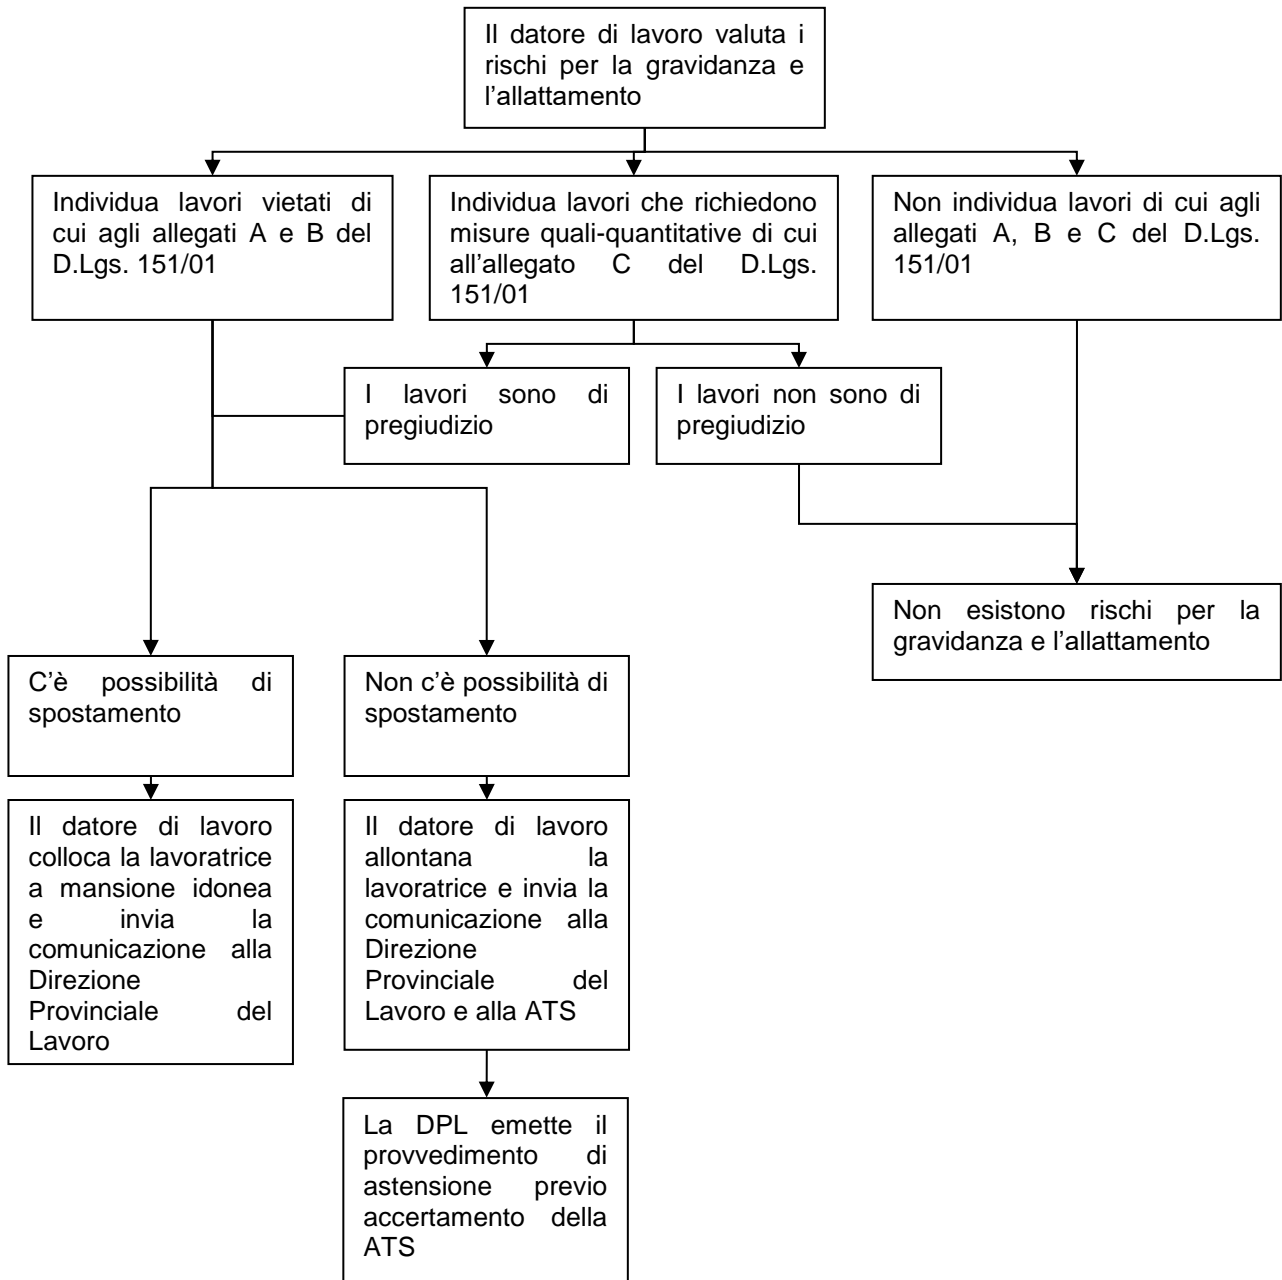 Il datore di lavoro valuta i
rischi per la gravidanza e
l'allattamento
Individua lavori vietati di
cui agli allegati A e B del
D.Lgs. 151/01
Individua lavori che richiedono
misure quali-quantitative di cui
all'allegato C del D.Lgs.
151/01
Non individua lavori di cui agli
allegati A, B e C del D.Lgs.
151/01
I lavori sono di
pregiudizio
I lavori non sono di
pregiudizio
Non esistono rischi per la
gravidanza e l'allattamento
C'è possibilità di
spostamento
Non c'è possibilità di
spostamento
Il datore di lavoro
colloca la lavoratrice
a mansione idonea
e invia la
comunicazione alla
Direzione
Provinciale del
Lavoro
Il datore di lavoro
allontana la
lavoratrice e invia la
comunicazione alla
Direzione
Provinciale del
Lavoro e alla ATS
La DPL emette il
provvedimento di
astensione previo
accertamento della
ATS